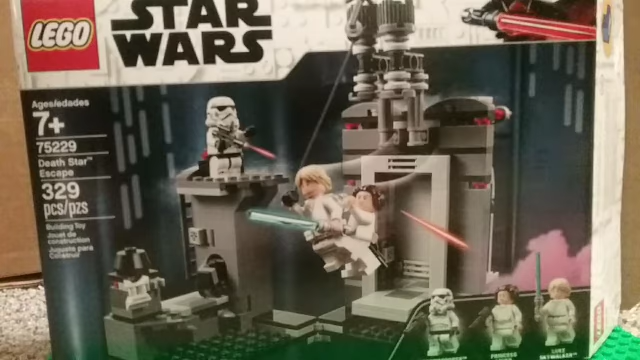 LEGO
STAR
WARS
Ages/edades
7+
75229
Death Star™
Escape
329
pcs/pzs
Building Toy
Jouet de
construction
Juguete para
Construir
PRINCESS
LUKE
SKYWALKER™